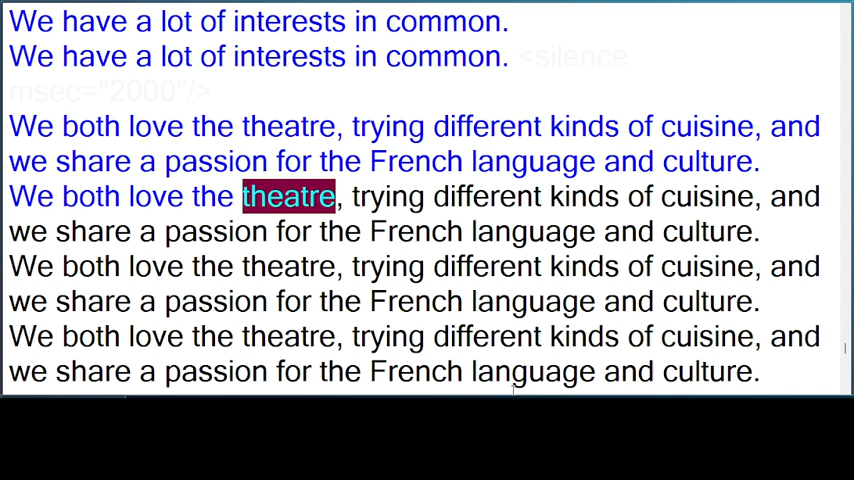 We have a lot of interests in common.
We have a lot of interests in common. <silence
msec="2000"/>
We both love the theatre, trying different kinds of cuisine, and
we share a passion for the French language and culture.
We both love the theatre, trying different kinds of cuisine, and
we share a passion for the French language and culture.
We both love the theatre, trying different kinds of cuisine, and
we share a passion for the French language and culture.
We both love the theatre, trying different kinds of cuisine, and
we share a passion for the French language and culture.